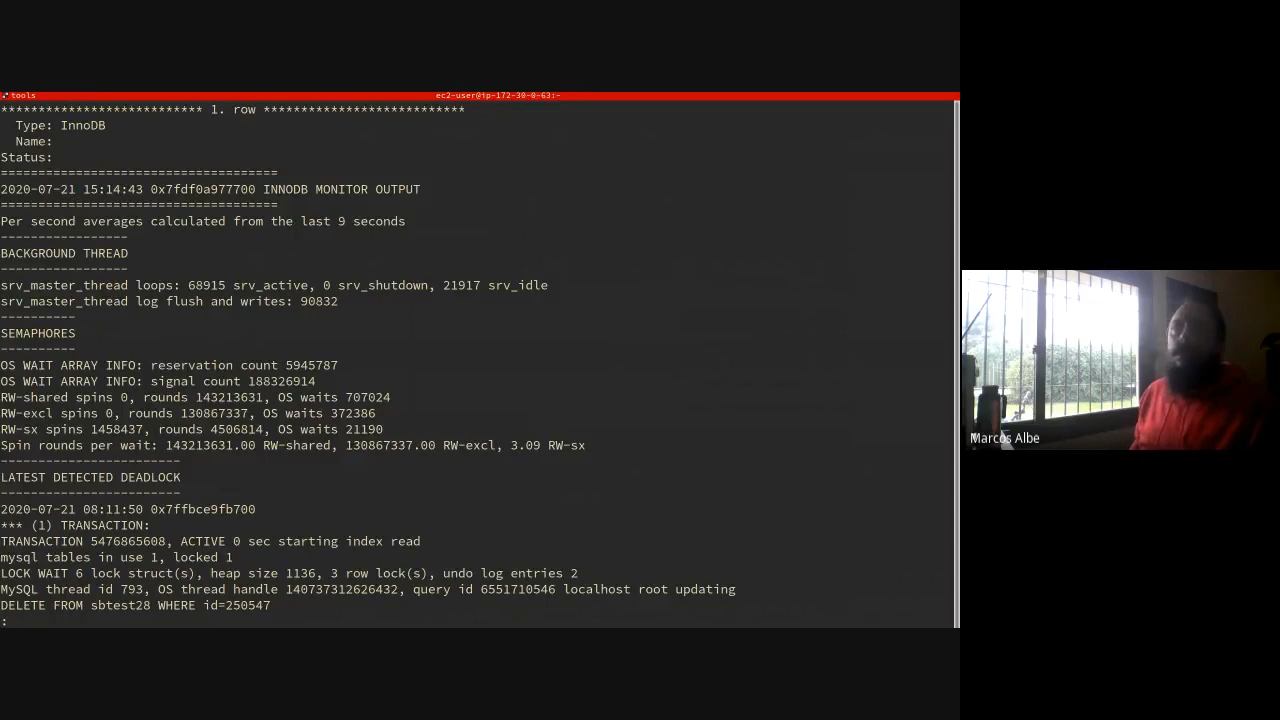 tools
ec2-user@ip-172-30-0-63:~
*************************** 1. row ***************************
Type: InnoDB
Name:
Status:
=====================================
2020-07-21 15:14:43 0x7fdf0a977700 INNODB MONITOR OUTPUT
=====================================
Per second averages calculated from the last 9 seconds
-----------------
BACKGROUND THREAD
-----------------
srv_master_thread loops: 68915 srv_active, 0 srv_shutdown, 21917 srv_idle
srv_master_thread log flush and writes: 90832
----------
SEMAPHORES
----------
OS WAIT ARRAY INFO: reservation count 5945787
OS WAIT ARRAY INFO: signal count 188326914
RW-shared spins 0, rounds 143213631, OS waits 707024
RW-excl spins 0, rounds 130867337, OS waits 372386
RW-sx spins 1458437, rounds 4506814, OS waits 21190
Spin rounds per wait: 143213631.00 RW-shared, 130867337.00 RW-excl, 3.09 RW-sx
------------------------
LATEST DETECTED DEADLOCK
------------------------
2020-07-21 08:11:50 0x7ffbce9fb700
*** (1) TRANSACTION:
TRANSACTION 5476865608, ACTIVE 0 sec starting index read
mysql tables in use 1, locked 1
LOCK WAIT 6 lock struct(s), heap size 1136, 3 row lock(s), undo log entries 2
MySQL thread id 793, OS thread handle 140737312626432, query id 6551710546 localhost root updating
DELETE FROM sbtest28 WHERE id=250547
:
Marcos Albe